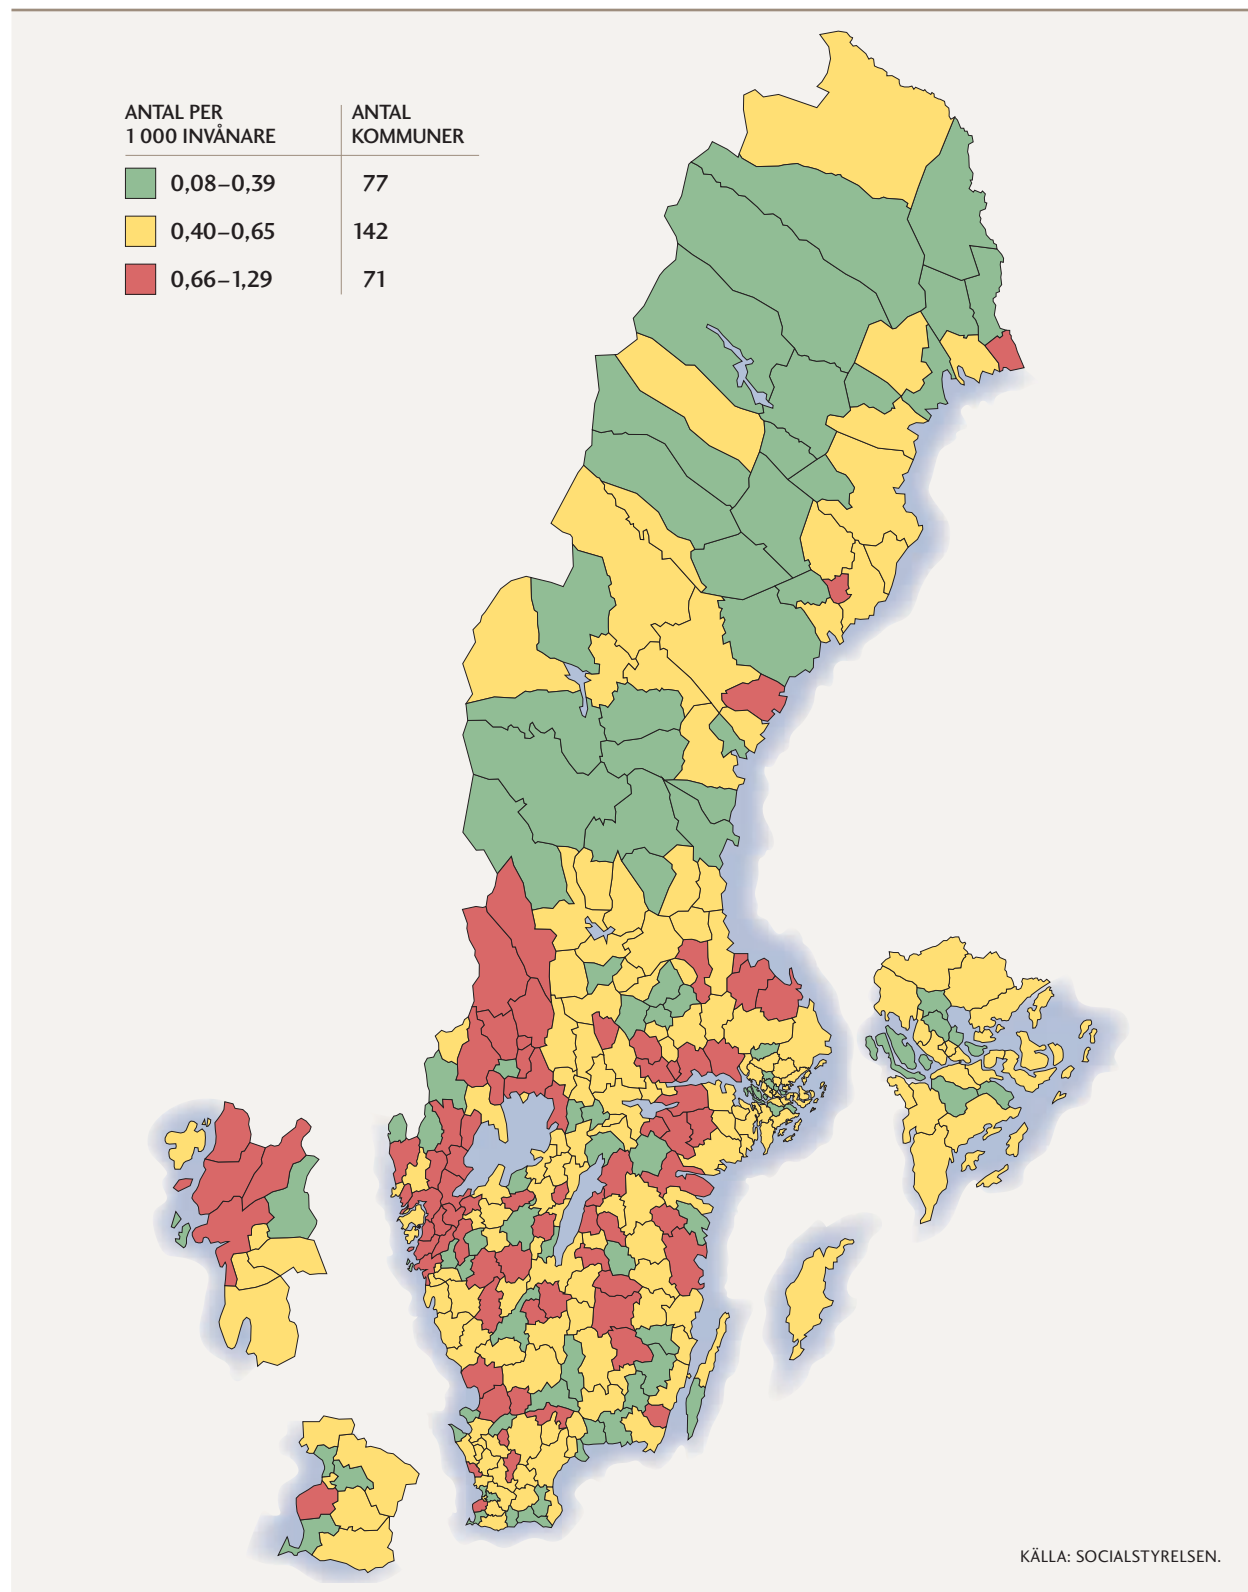 ANTAL PER
1 000 INVÅNARE
ANTAL
KOMMUNER
0,08–0,39 77
0,40–0,65 142
0,66–1,29 71
KÄLLA: SOCIALSTYRELSEN.